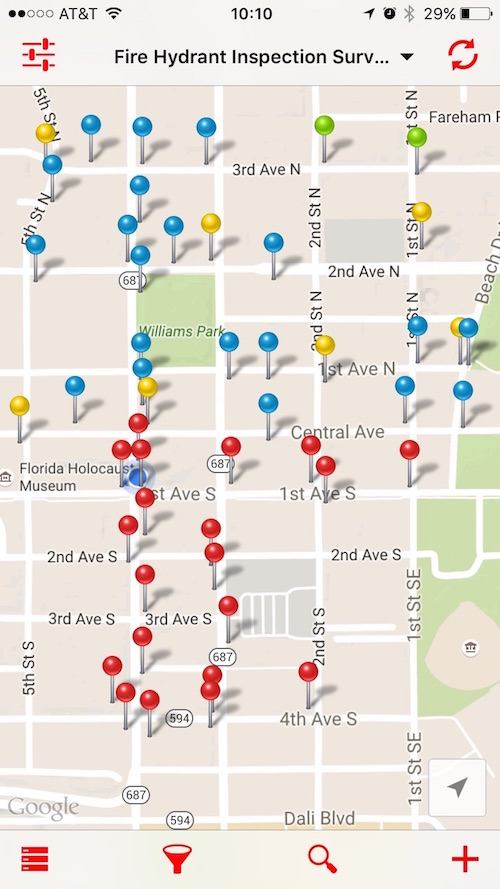 AT&T 10:10 29%
Fire Hydrant Inspection Surv...
5th St N
1st St N
Fareham P
3rd Ave N
5th St N
2nd St N
1st St N
2nd Ave N
Beach Dr
687
Williams Park
2nd St N
1st St N
1st Ave N
Central Ave
687
Florida Holocaust
Museum
1st Ave S
1st Ave S
2nd Ave S
2nd Ave S
1st St SE
3rd Ave S
3rd Ave S
2nd St S
5th St S
687
594
4th Ave S
1st St SE
687
Google
594
Dali Blvd